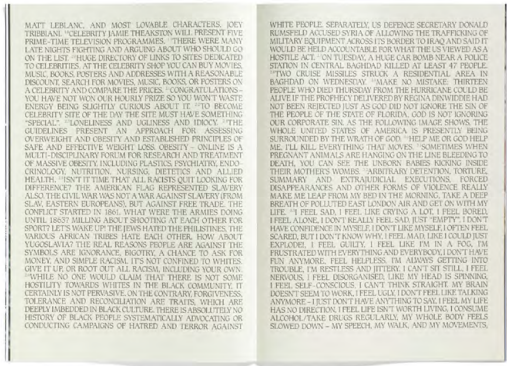 MATT LEBLANC, AND MOST LOVABLE CHARACTERS, JOEY
TRIBBIANI. CELEBRITY JAMIE THEAKSTON WILL PRESENT FIVE
PRIME-TIME TELEVISION PROGRAMMES. THERE WERE MANY
LATE NIGHTS FIGHTING AND ARGUING ABOUT WHO SHOULD GO
ON THE LIST. HUGE DIRECTORY OF LINKS TO SITES DEDICATED
TO CELEBRITIES. AT THE CELEBRITY SHOP YOU CAN BUY MOVIES,
MUSIC, BOOKS, POSTERS AND ADDRESSES WITH A REASONABLE
DISCOUNT. SEARCH FOR MOVIES, MUSIC, BOOKS, OR POSTERS ON
A CELEBRITY AND COMPARE THE PRICES. CONGRATULATIONS –
YOU HAVE NOT WON OUR HOURLY PRIZE SO YOU WON'T WASTE
ENERGY BEING SLIGHTLY CURIOUS ABOUT IT. TO BECOME
CELEBRITY SITE OF THE DAY THE SITE MUST HAVE SOMETHING
"SPECIAL". LONELINESS AND UGLINESS AND IDIOCY. THE
GUIDELINES PRESENT AN APPROACH FOR ASSESSING
OVERWEIGHT AND OBESITY AND ESTABLISHED PRINCIPLES OF
SAFE AND EFFECTIVE WEIGHT LOSS. OBESITY – ONLINE IS A
MULTI-DISCIPLINARY FORUM FOR RESEARCH AND TREATMENT
OF MASSIVE OBESITY, INCLUDING PLASTICS, PSYCHIATRY, ENDO-
CRINOLOGY, NUTRITION, NURSING, DIETETICS AND ALLIED
HEALTH. ISN'T IT TIME THAT ALL RACISTS QUIT LOOKING FOR
DIFFERENCE? THE AMERICAN FLAG REPRESENTED SLAVERY
ALSO. THE CIVIL WAR WAS NOT A WAR AGAINST SLAVERY (FROM
SLAV, EASTERN EUROPEANS), BUT AGAINST FREE TRADE. THE
CONFLICT STARTED IN 1861. WHAT WERE THE ARMIES DOING
UNTIL 1863? MILLING ABOUT SHOOTING AT EACH OTHER FOR
SPORT? LET'S WAKE UP. THE JEWS HATED THE PHILISTINES, THE
VARIOUS AFRICAN TRIBES HATE EACH OTHER, HOW ABOUT
YUGOSLAVIA? THE REAL REASONS PEOPLE ARE AGAINST THE
SYMBOLS ARE IGNORANCE, BIGOTRY, A CHANCE TO ASK FOR
MONEY, AND SIMPLE RACISM. IT'S NOT CONFINED TO WHITES.
GIVE IT UP, OR ROOT OUT ALL RACISM, INCLUDING YOUR OWN.
WHILE NO ONE WOULD CLAIM THAT THERE IS NOT SOME
HOSTILITY TOWARDS WHITES IN THE BLACK COMMUNITY, IT
CERTAINLY IS NOT PERVASIVE. ON THE CONTRARY, FORGIVENESS,
TOLERANCE AND RECONCILIATION ARE TRAITS, WHICH ARE
DEEPLY IMBEDDED IN BLACK CULTURE. THERE IS ABSOLUTELY NO
HISTORY OF BLACK PEOPLE SYSTEMATICALLY ADVOCATING OR
CONDUCTING CAMPAIGNS OF HATRED AND TERROR AGAINST
WHITE PEOPLE. SEPARATELY, US DEFENCE SECRETARY DONALD
RUMSFELD ACCUSED SYRIA OF ALLOWING THE TRAFFICKING OF
MILITARY EQUIPMENT ACROSS ITS BORDER TO IRAQ AND SAID IT
WOULD BE HELD ACCOUNTABLE FOR WHAT THE US VIEWED AS A
HOSTILE ACT. ON TUESDAY, A HUGE CAR BOMB NEAR A POLICE
STATION IN CENTRAL BAGHDAD KILLED AT LEAST 47 PEOPLE.
TWO CRUISE MISSILES STRUCK A RESIDENTIAL AREA IN
BAGHDAD ON WEDNESDAY. MAKE NO MISTAKE: THIRTEEN
PEOPLE WHO DIED THURSDAY FROM THE HURRICANE COULD BE
ALIVE IF THE PROPHECY DELIVERED BY REGINA DINWIDDIE HAD
NOT BEEN REJECTED. JUST AS GOD DID NOT IGNORE THE SIN OF
THE PEOPLE OF THE STATE OF FLORIDA, GOD IS NOT IGNORING
OUR CORPORATE SIN. AS THE FOLLOWING IMAGE SHOWS, THE
WHOLE UNITED STATES OF AMERICA IS PRESENTLY BEING
SURROUNDED BY THE WRATH OF GOD. HELP ME, OH GOD HELP
ME, I'LL KILL EVERYTHING THAT MOVES. SOMETIMES WHEN
PREGNANT ANIMALS ARE HANGING ON THE LINE BLEEDING TO
DEATH, YOU CAN SEE THE UNBORN BABIES KICKING INSIDE
THEIR MOTHER'S WOMBS. ARBITRARY DETENTION, TORTURE,
SUMMARY AND EXTRAJUDICIAL EXECUTIONS, FORCED
DISAPPEARANCES AND OTHER FORMS OF VIOLENCE REALLY
MAKE ME LEAP FROM MY BED IN THE MORNING, TAKE A DEEP
BREATH OF POLLUTED EAST LONDON AIR AND GET ON WITH MY
LIFE. I FEEL SAD, I FEEL LIKE CRYING A LOT, I FEEL BORED,
I FEEL ALONE, I DON'T REALLY FEEL SAD, JUST "EMPTY". I DON'T
HAVE CONFIDENCE IN MYSELF, I DON'T LIKE MYSELF, I OFTEN FEEL
SCARED, BUT I DON'T KNOW WHY, I FEEL MAD, LIKE I COULD JUST
EXPLODE!, I FEEL GUILTY, I FEEL LIKE I'M IN A FOG, I'M
FRUSTRATED WITH EVERYTHING AND EVERYBODY, I DON'T HAVE
FUN ANYMORE. FEEL HELPLESS. I'M ALWAYS GETTING INTO
TROUBLE, I'M RESTLESS AND JITTERY. I CAN'T SIT STILL. I FEEL
NERVOUS. I FEEL DISORGANISED, LIKE MY HEAD IS SPINNING,
I FEEL SELF-CONSCIOUS. I CAN'T THINK STRAIGHT. MY BRAIN
DOESN'T SEEM TO WORK. I FEEL UGLY. I DON'T FEEL LIKE TALKING
ANYMORE – I JUST DON'T HAVE ANYTHING TO SAY, I FEEL MY LIFE
HAS NO DIRECTION, I FEEL LIFE ISN'T WORTH LIVING, I CONSUME
ALCOHOL/TAKE DRUGS REGULARLY, MY WHOLE BODY FEELS
SLOWED DOWN – MY SPEECH, MY WALK, AND MY MOVEMENTS,